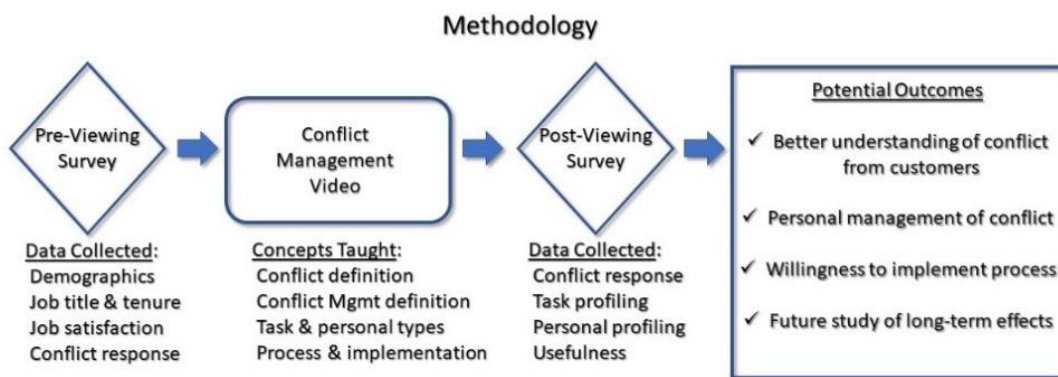 Methodology
Pre-Viewing
Survey
Data Collected:
Demographics
Job title & tenure
Job satisfaction
Conflict response
Conflict
Management
Video
Concepts Taught:
Conflict definition
Conflict Mgmt definition
Task & personal types
Process & implementation
Post-Viewing
Survey
Data Collected:
Conflict response
Task profiling
Personal profiling
Usefulness
Potential Outcomes
✓ Better understanding of conflict
from customers
✓ Personal management of conflict
✓ Willingness to implement process
✓ Future study of long-term effects